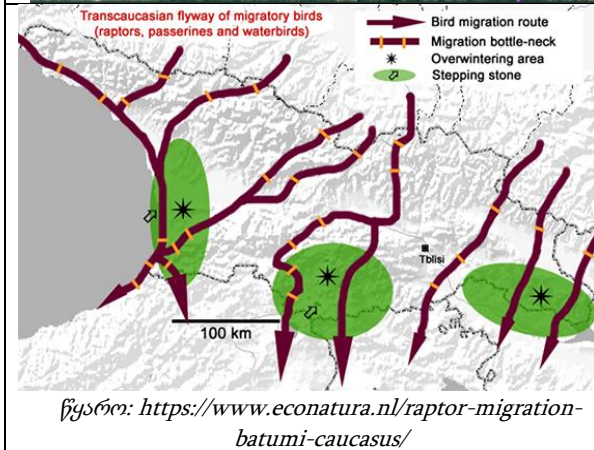 Transcaucasian flyway of migratory birds
(raptors, passerines and waterbirds)
Bird migration route
Migration bottle-neck
Overwintering area
Stepping stone
Tblisi
100 km
წყარო: https://www.econatura.nl/raptor-migration-
batumi-caucasus/